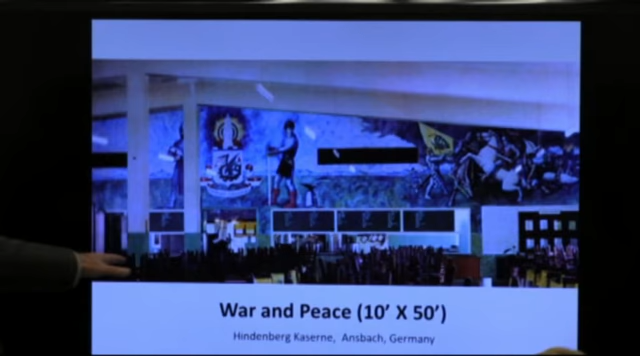 War and Peace (10’ X 50’)
Hindenberg Kaserne, Ansbach, Germany